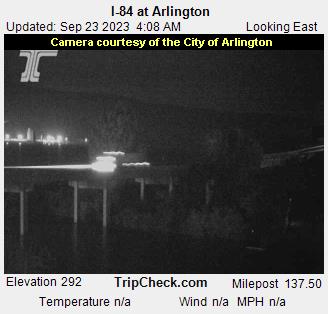 I-84 at Arlington
Updated: Sep 23 2023 4:08 AM Looking East
Camera courtesy of the City of Arlington
Elevation 292 TripCheck.com Milepost 137.50
Temperature n/a Wind n/a MPH n/a